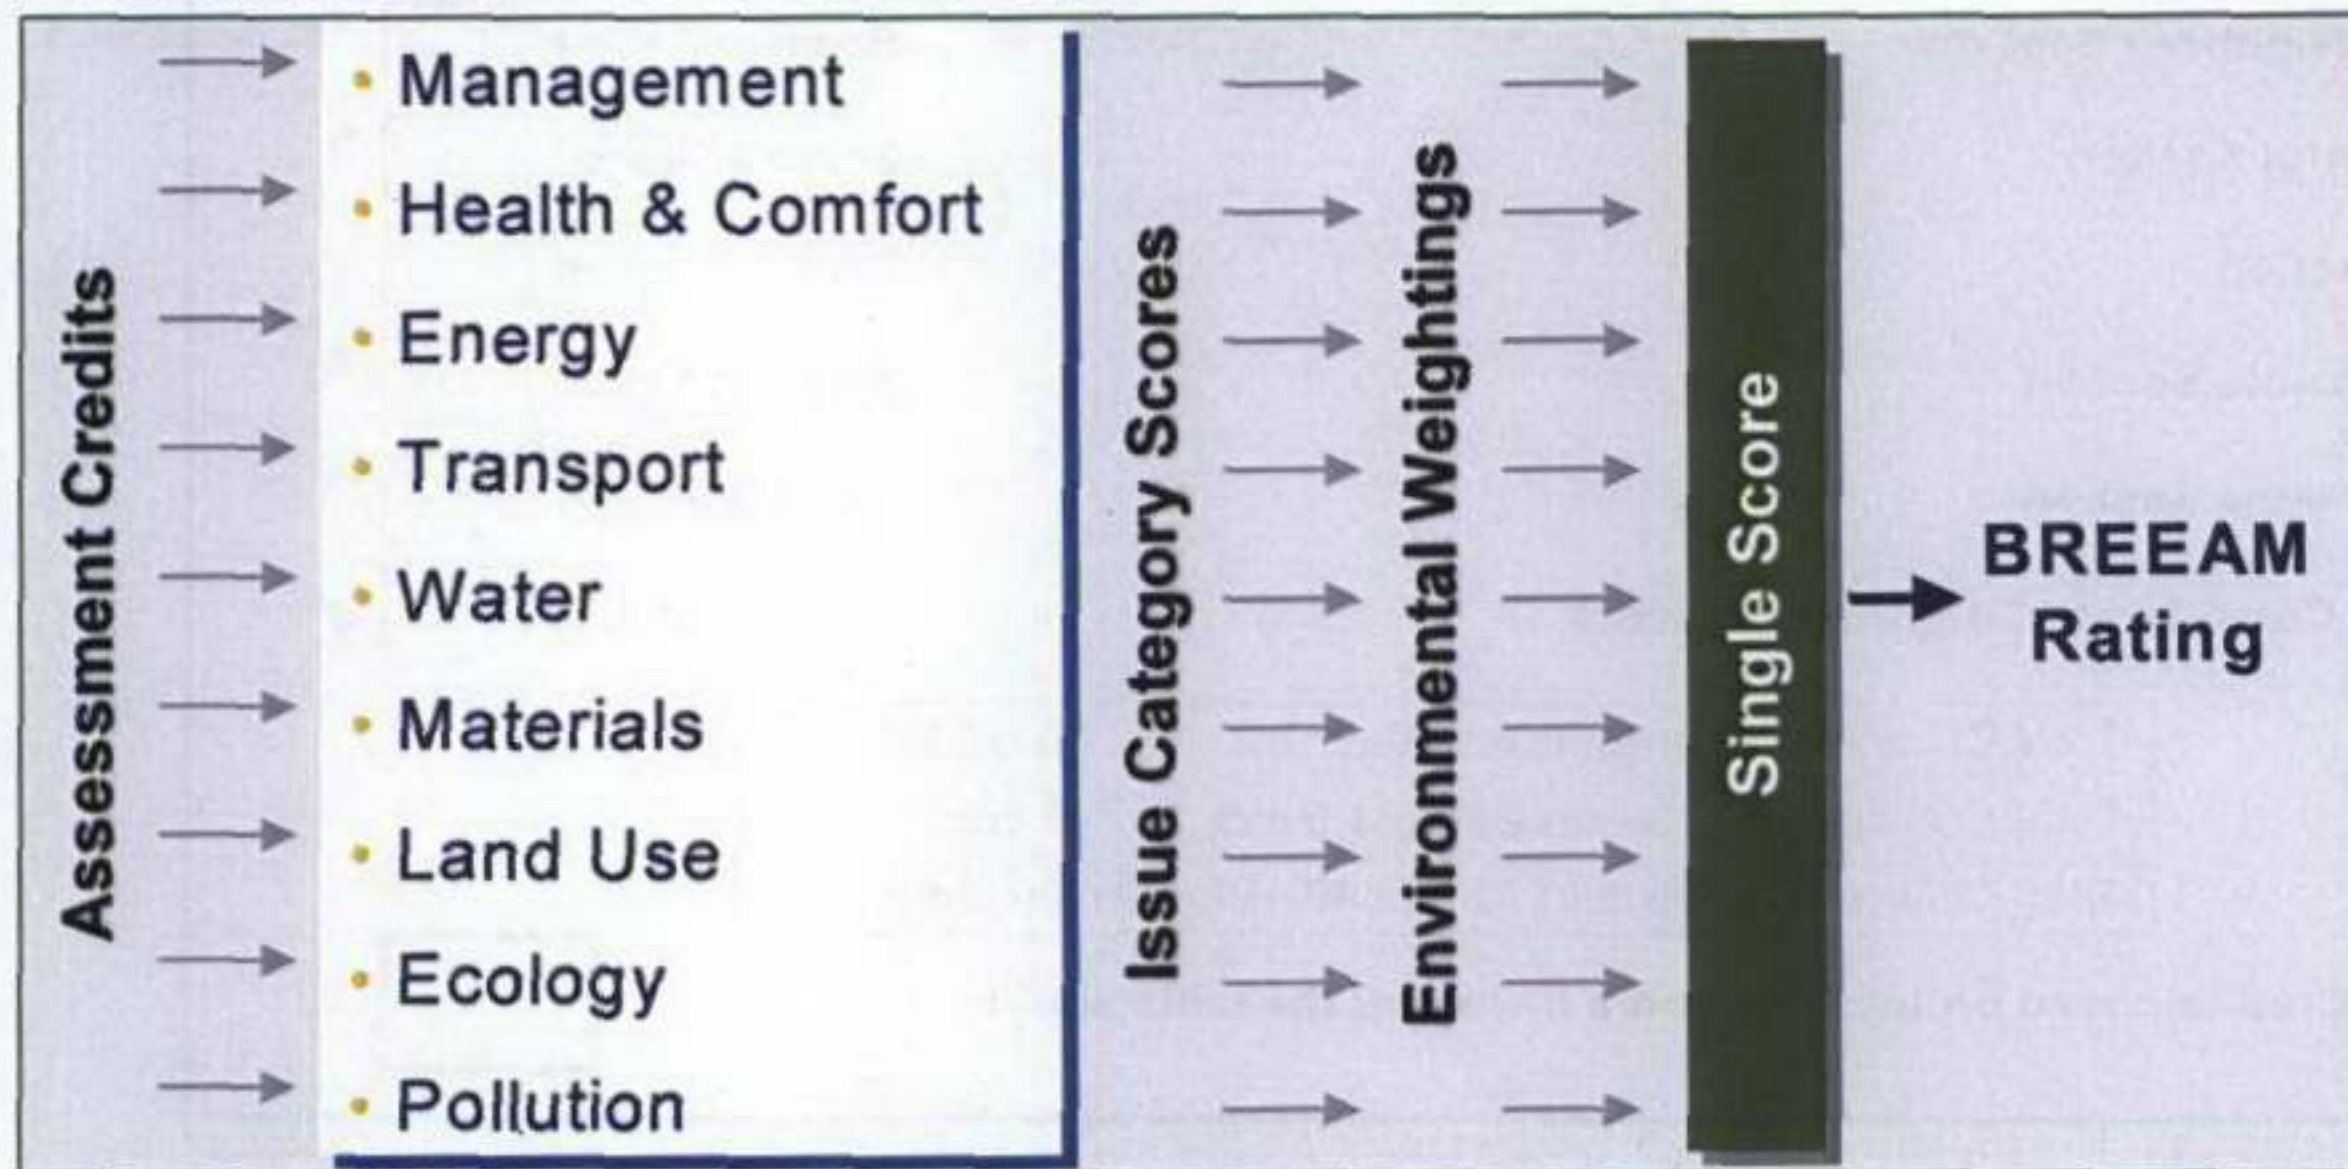 Assessment Credits
• Management
• Health & Comfort
• Energy
• Transport
• Water
• Materials
• Land Use
• Ecology
• Pollution
Issue Category Scores
Environmental Weightings
Single Score
BREEAM
Rating